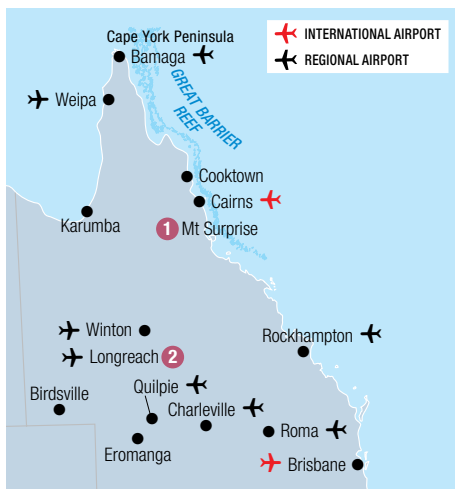 INTERNATIONAL AIRPORT
REGIONAL AIRPORT
Cape York Peninsula
Bamaga
Weipa
GREAT BARRIER
REEF
Cooktown
Cairns
Karumba
1 Mt Surprise
Winton
Rockhampton
Longreach 2
Quilpie
Birdsville
Charleville
Roma
Eromanga
Brisbane